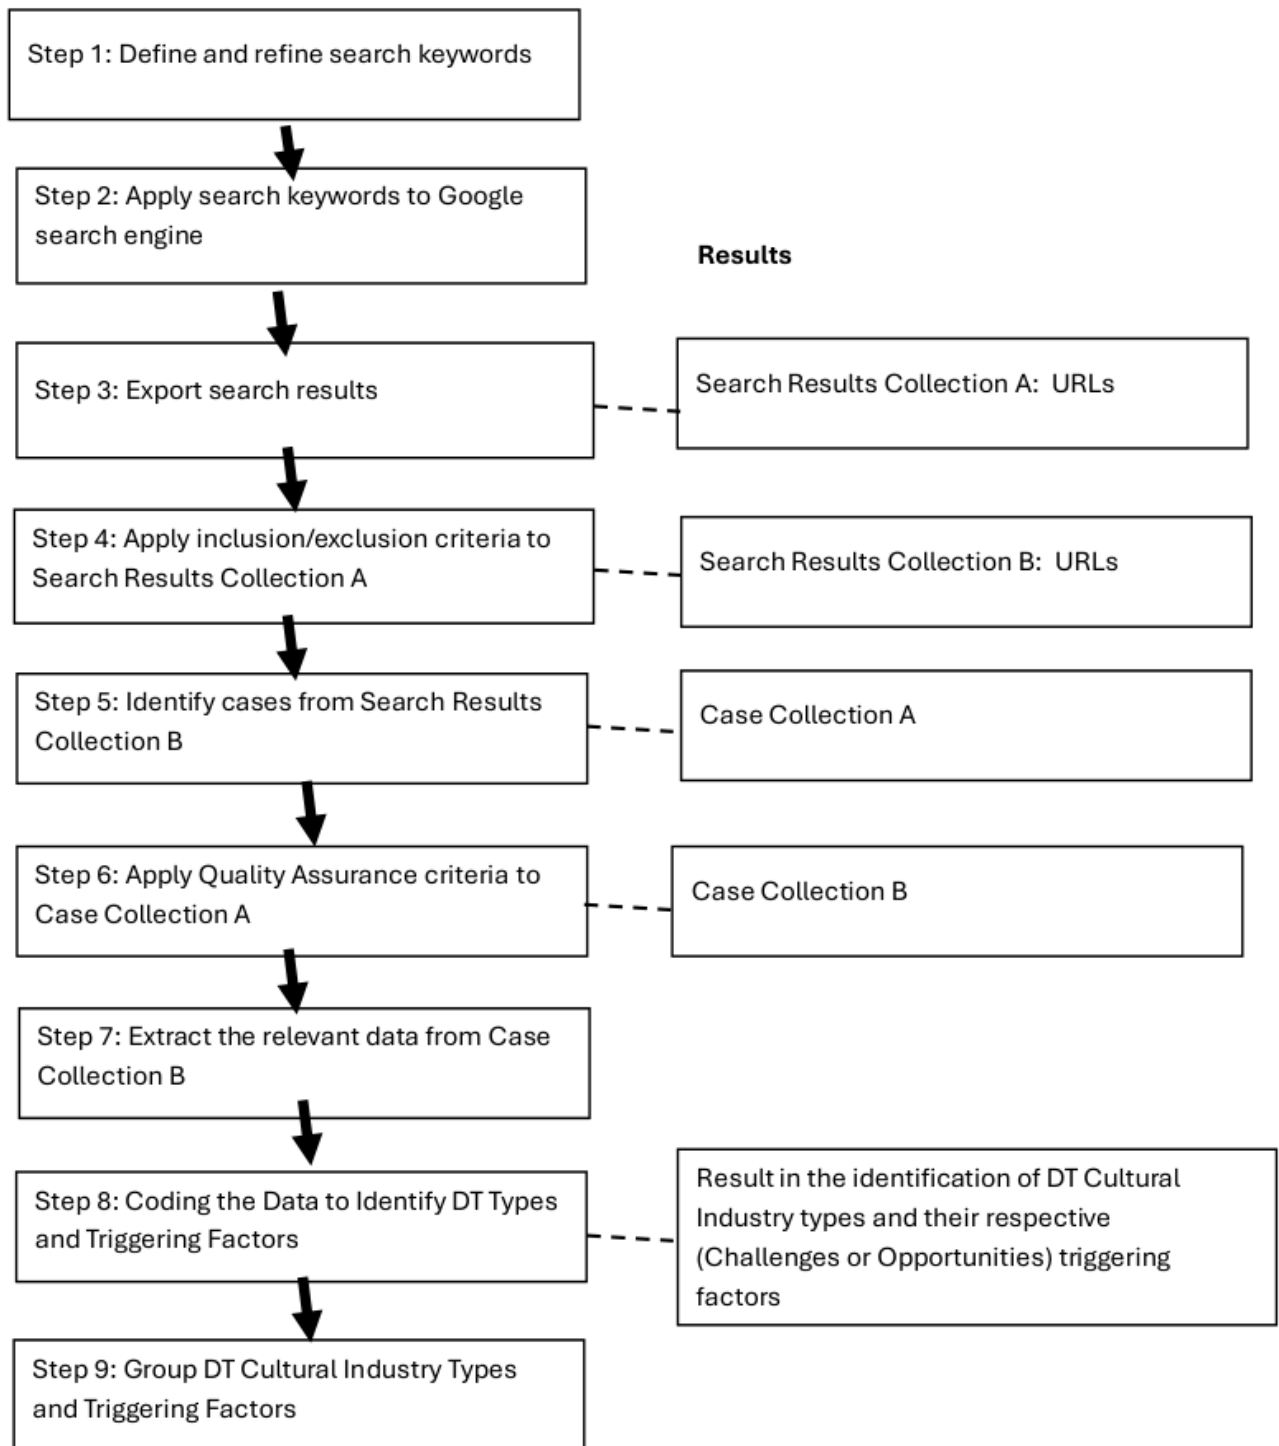 Step 1: Define and refine search keywords
Step 2: Apply search keywords to Google
search engine
Results
Step 3: Export search results
Search Results Collection A:  URLs
Step 4: Apply inclusion/exclusion criteria to
Search Results Collection A
Search Results Collection B:  URLs
Step 5: Identify cases from Search Results
Collection B
Case Collection A
Step 6: Apply Quality Assurance criteria to
Case Collection A
Case Collection B
Step 7: Extract the relevant data from Case
Collection B
Step 8: Coding the Data to Identify DT Types
and Triggering Factors
Result in the identification of DT Cultural
Industry types and their respective
(Challenges or Opportunities) triggering
factors
Step 9: Group DT Cultural Industry Types
and Triggering Factors